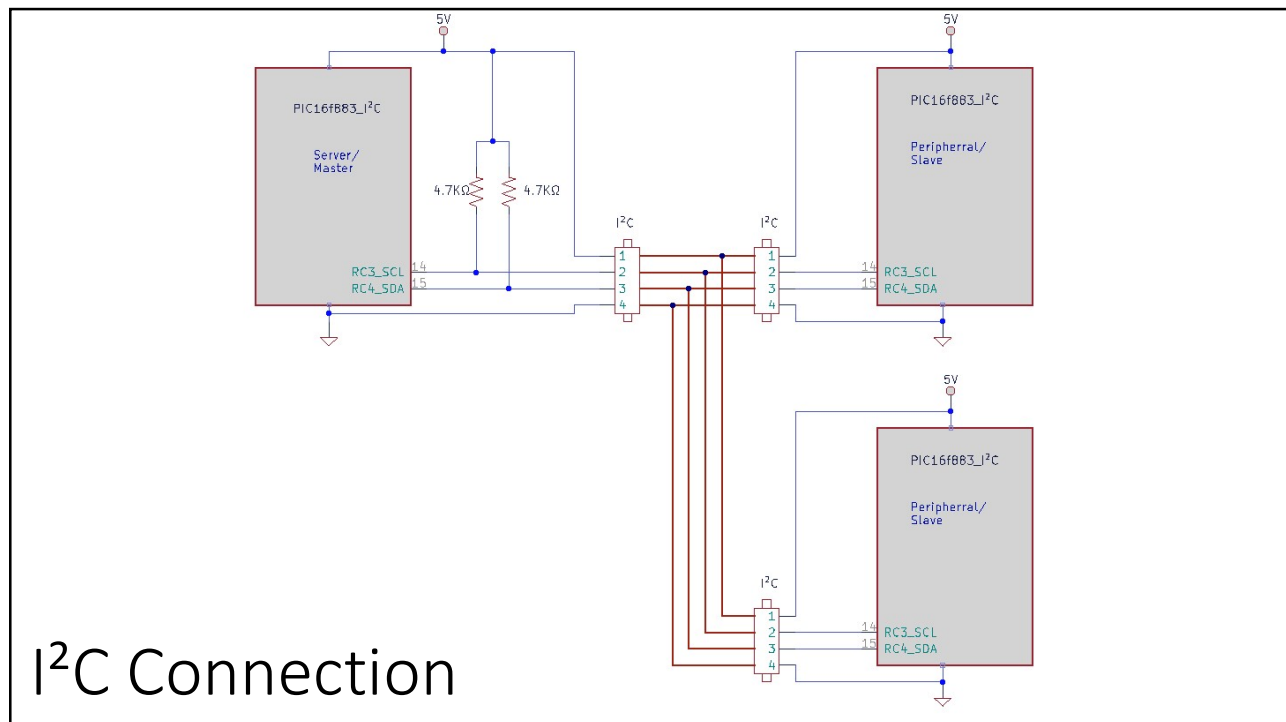 5V
PIC16f883_I²C
Server/
Master
4.7KΩ
4.7KΩ
RC3_SCL
14
RC4_SDA
15
I²C
1
2
3
4
I²C
1
2
3
4
5V
PIC16f883_I²C
Peripherral/
Slave
14
RC3_SCL
15
RC4_SDA
5V
PIC16f883_I²C
Peripherral/
Slave
I²C
1
2
3
4
14
RC3_SCL
15
RC4_SDA
I²C Connection